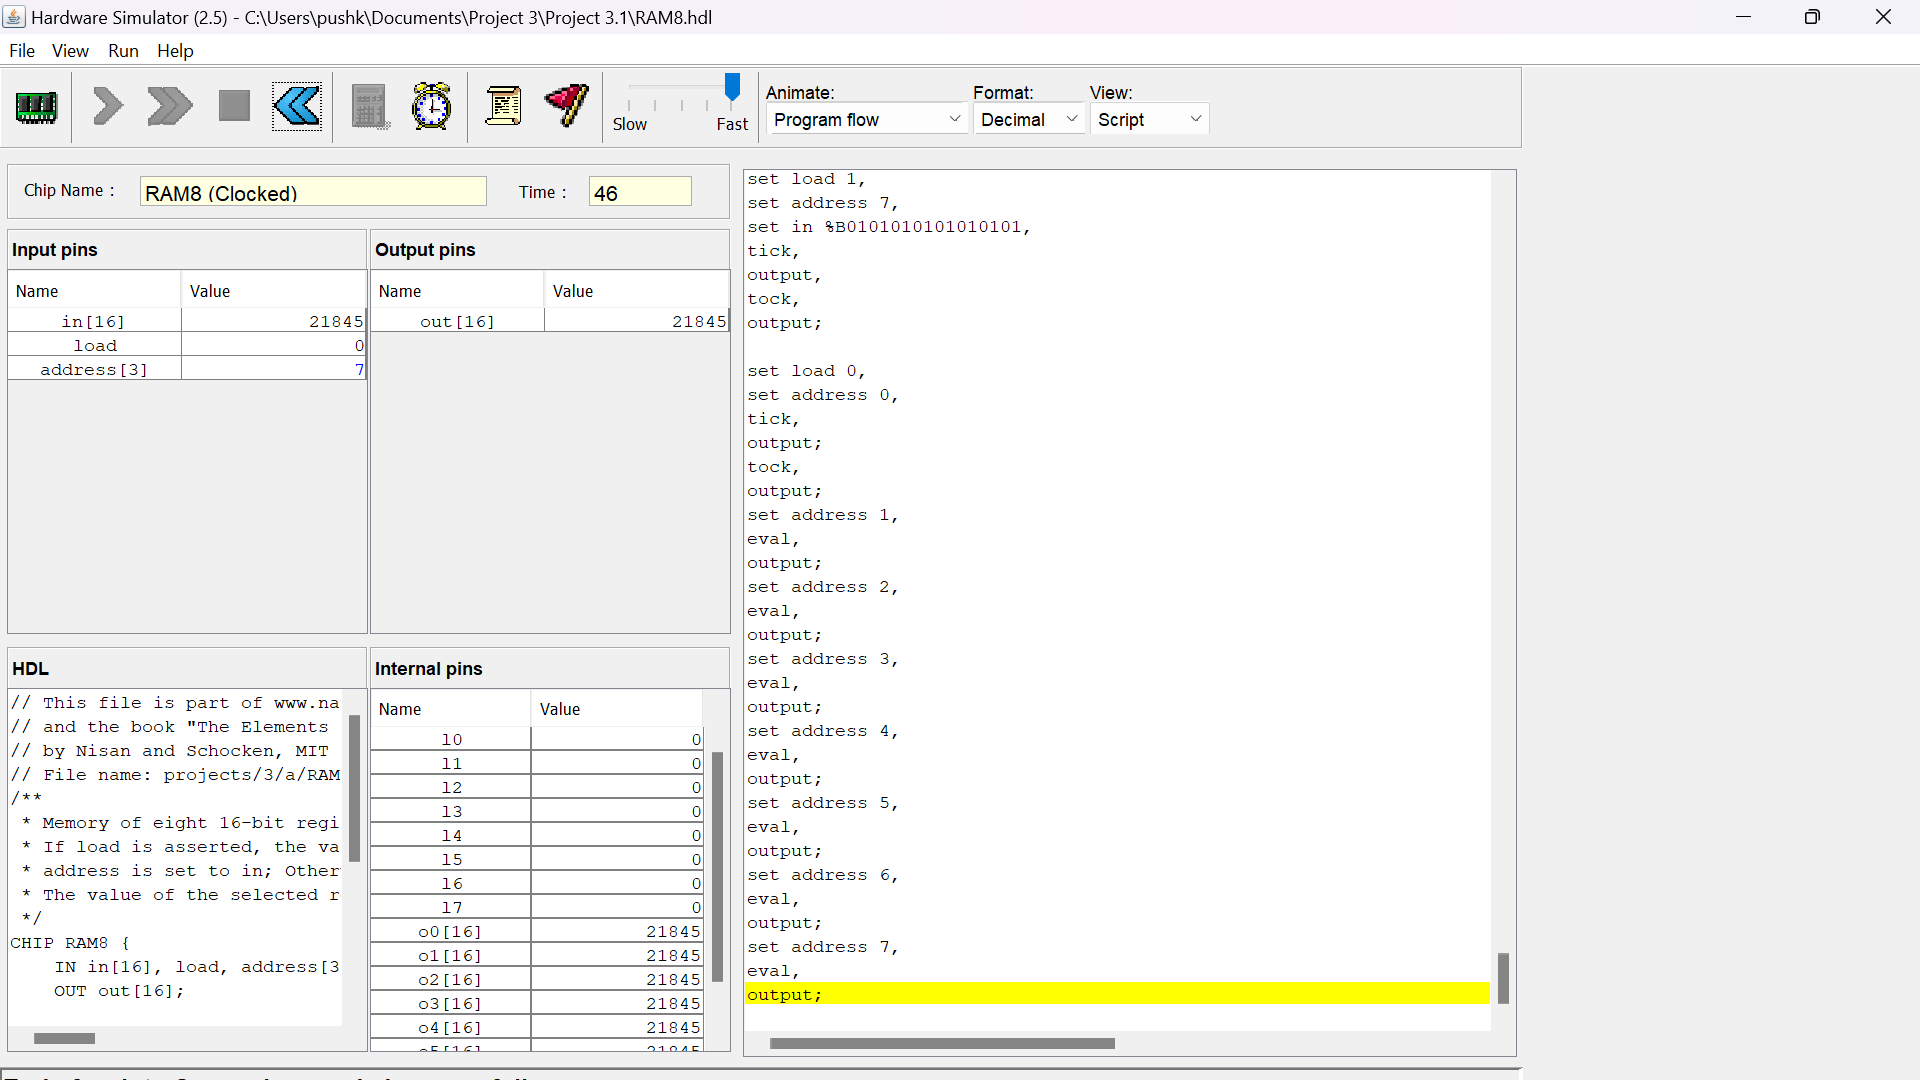 Hardware Simulator (2.5) - C:\Users\pushk\Documents\Project 3\Project 3.1\RAM8.hdl
File View Run Help
Slow Fast
Animate: Format: View:
Program flow Decimal Script
Chip Name : RAM8 (Clocked) Time : 46
Input pins
Name Value
in[16] 21845
load 0
address[3] 7
Output pins
Name Value
out[16] 21845
HDL
// This file is part of www.na
// and the book "The Elements
// by Nisan and Schocken, MIT
// File name: projects/3/a/RAM
/**
* Memory of eight 16-bit regi
* If load is asserted, the va
* address is set to in; Other
* The value of the selected r
*/
CHIP RAM8 {
IN in[16], load, address[3
OUT out[16];
Internal pins
Name Value
l0 0
l1 0
l2 0
l3 0
l4 0
l5 0
l6 0
l7 0
o0[16] 21845
o1[16] 21845
o2[16] 21845
o3[16] 21845
o4[16] 21845
set load 1,
set address 7,
set in %B0101010101010101,
tick,
output,
tock,
output;
set load 0,
set address 0,
tick,
output;
tock,
output;
set address 1,
eval,
output;
set address 2,
eval,
output;
set address 3,
eval,
output;
set address 4,
eval,
output;
set address 5,
eval,
output;
set address 6,
eval,
output;
set address 7,
eval,
output;